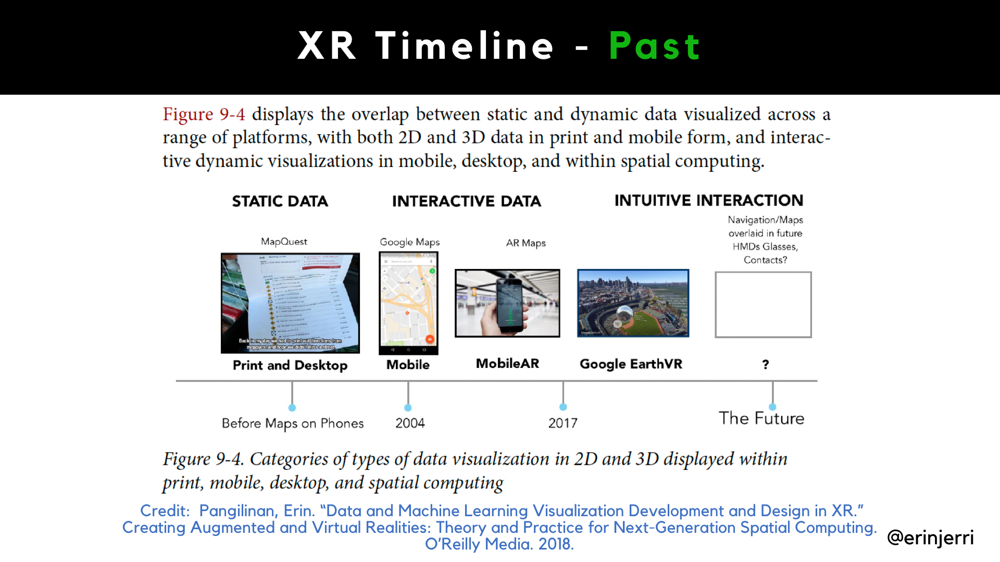 XR Timeline - Past
Figure 9-4 displays the overlap between static and dynamic data visualized across a
range of platforms, with both 2D and 3D data in print and mobile form, and interac-
tive dynamic visualizations in mobile, desktop, and within spatial computing.
STATIC DATA
INTERACTIVE DATA
INTUITIVE INTERACTION
Navigation/Maps
overlaid in future
HMDs Glasses,
Contacts?
MapQuest
Google Maps
AR Maps
Back in my day we had to print out directions from
mapquest and hope we didn't miss a street.
Google Earth VR
Print and Desktop
Mobile
MobileAR
Google EarthVR
?
Before Maps on Phones
2004
2017
The Future
Figure 9-4. Categories of types of data visualization in 2D and 3D displayed within
print, mobile, desktop, and spatial computing
Credit:  Pangilinan, Erin. “Data and Machine Learning Visualization Development and Design in XR.”
Creating Augmented and Virtual Realities: Theory and Practice for Next-Generation Spatial Computing.
O’Reilly Media. 2018.
@erinjerri